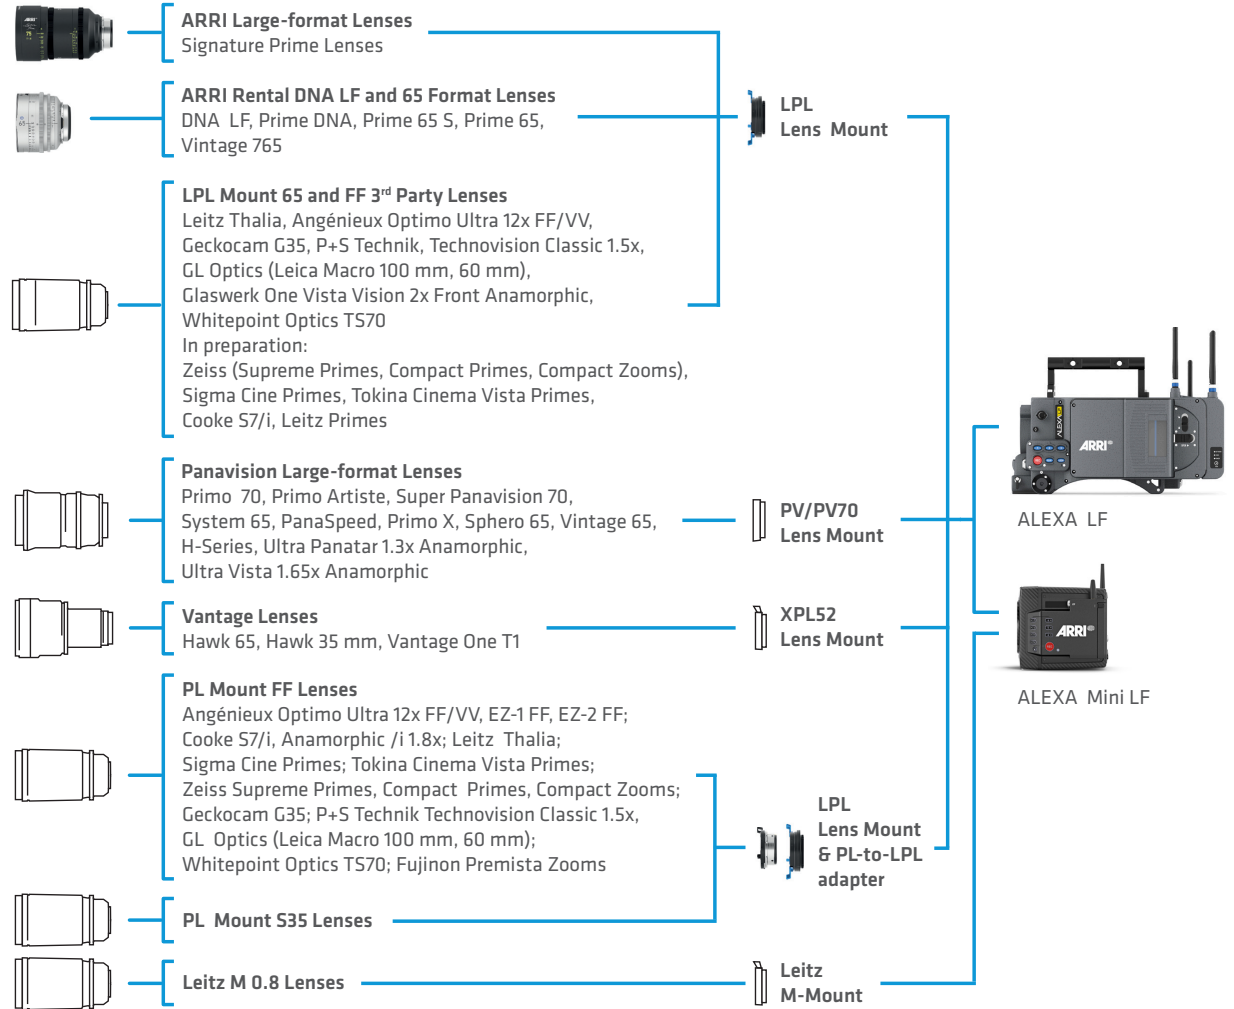 ARRI Large-format Lenses
Signature Prime Lenses
ARRI Rental DNA LF and 65 Format Lenses
DNA LF, Prime DNA, Prime 65 S, Prime 65,
Vintage 765
LPL
Lens Mount
LPL Mount 65 and FF 3rd Party Lenses
Leitz Thalia, Angénieux Optimo Ultra 12x FF/VV,
Geckocam G35, P+S Technik, Technovision Classic 1.5x,
GL Optics (Leica Macro 100 mm, 60 mm),
Glaswerk One Vista Vision 2x Front Anamorphic,
Whitepoint Optics TS70
In preparation:
Zeiss (Supreme Primes, Compact Primes, Compact Zooms),
Sigma Cine Primes, Tokina Cinema Vista Primes,
Cooke S7/i, Leitz Primes
Panavision Large-format Lenses
Primo 70, Primo Artiste, Super Panavision 70,
System 65, PanaSpeed, Primo X, Sphero 65, Vintage 65,
H-Series, Ultra Panatar 1.3x Anamorphic,
Ultra Vista 1.65x Anamorphic
PV/PV70
Lens Mount
ARRI
ALEXA LF
Vantage Lenses
Hawk 65, Hawk 35 mm, Vantage One T1
XPL52
Lens Mount
ARRI
ALEXA Mini LF
PL Mount FF Lenses
Angénieux Optimo Ultra 12x FF/VV, EZ-1 FF, EZ-2 FF;
Cooke S7/i, Anamorphic /i 1.8x; Leitz Thalia;
Sigma Cine Primes; Tokina Cinema Vista Primes;
Zeiss Supreme Primes, Compact Primes, Compact Zooms;
Geckocam G35; P+S Technik Technovision Classic 1.5x,
GL Optics (Leica Macro 100 mm, 60 mm);
Whitepoint Optics TS70; Fujinon Premista Zooms
LPL
Lens Mount
& PL-to-LPL
adapter
PL Mount S35 Lenses
Leitz M 0.8 Lenses
Leitz
M-Mount